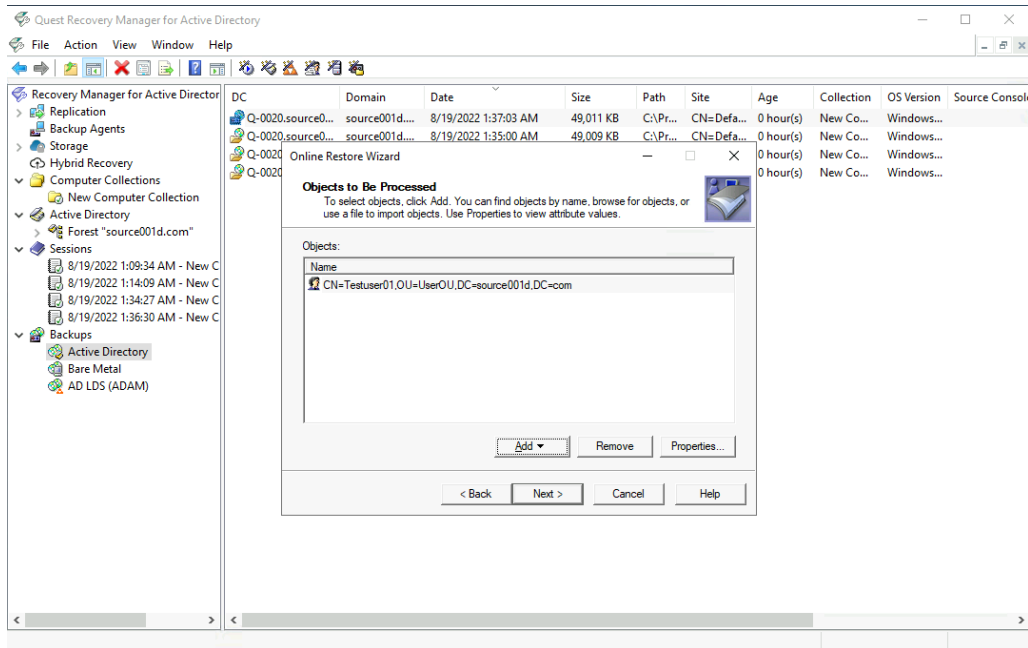 Quest Recovery Manager for Active Directory
File Action View Window Help
Recovery Manager for Active Director
Replication
Backup Agents
Storage
Hybrid Recovery
Computer Collections
New Computer Collection
Active Directory
Forest "source001d.com"
Sessions
8/19/2022 1:09:34 AM - New C
8/19/2022 1:14:09 AM - New C
8/19/2022 1:34:27 AM - New C
8/19/2022 1:36:30 AM - New C
Backups
Active Directory
Bare Metal
AD LDS (ADAM)
DC Domain Date Size Path Site Age Collection OS Version Source Consol
Q-0020.source0... source001d.... 8/19/2022 1:37:03 AM 49,011 KB C:\Pr... CN=Defa... 0 hour(s) New Co... Windows...
Q-0020.source0... source001d.... 8/19/2022 1:35:00 AM 49,009 KB C:\Pr... CN=Defa... 0 hour(s) New Co... Windows...
Q-0020 0 hour(s) New Co... Windows...
Q-0020 0 hour(s) New Co... Windows...
Online Restore Wizard
Objects to Be Processed
To select objects, click Add. You can find objects by name, browse for objects, or
use a file to import objects. Use Properties to view attribute values.
Objects:
Name
CN=Testuser01,OU=UserOU,DC=source001d,DC=com
Add Remove Properties...
< Back Next > Cancel Help